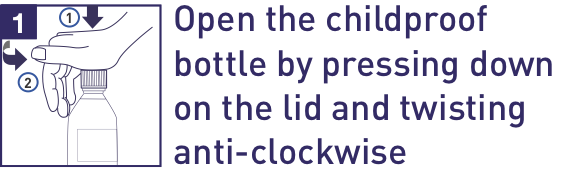 1
1
2
Open the childproof
bottle by pressing down
on the lid and twisting
anti-clockwise